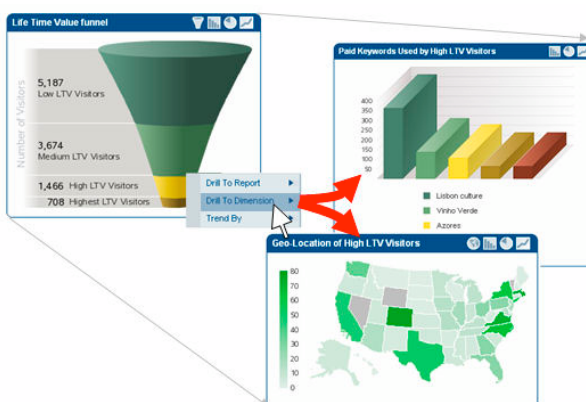 Life Time Value funnel
Number of Visitors
5,187
Low LTV Visitors
3,674
Medium LTV Visitors
1,466 High LTV Visitors
708 Highest LTV Visitors
Drill To Report
Drill To Dimension
Trend By
Paid Keywords Used by High LTV Visitors
400
350
300
250
200
150
100
50
Lisbon culture
Vinho Verde
Azores
Geo-Location of High LTV Visitors
80
70
60
50
40
30
20
10
0